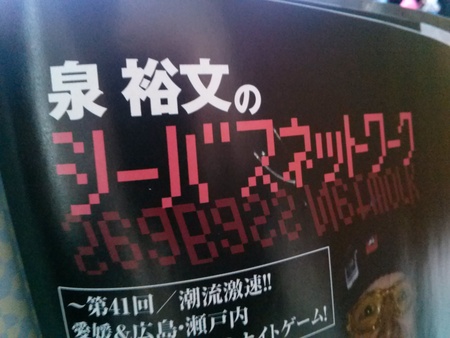 泉 裕文の
シーバスネットワーク
～第41回／潮流激速!!
愛媛&広島・瀬戸内
ナイトゲーム!